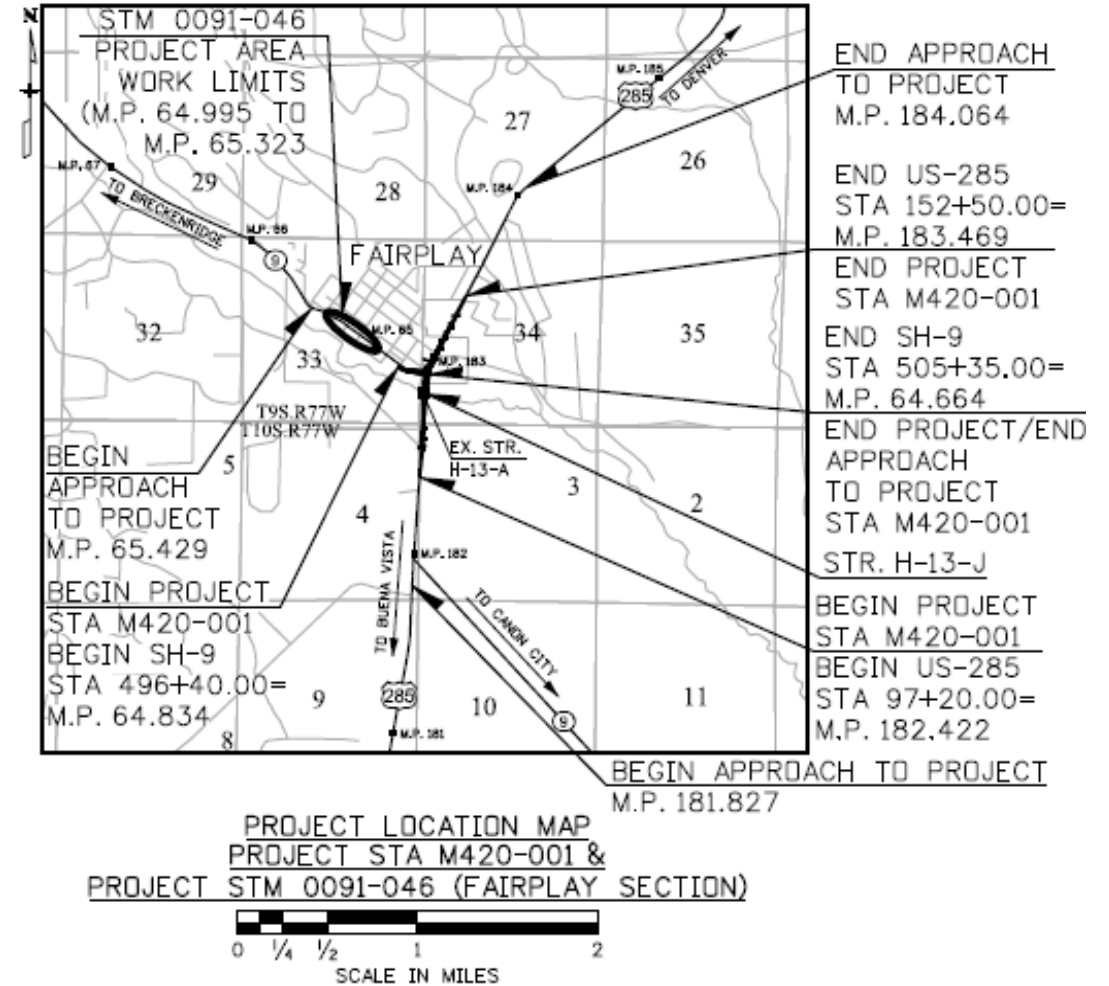 N
STM 0091-046
PROJECT AREA
WORK LIMITS
(M.P. 64.995 TO
M.P. 65.323
M.P. 67
29
TO BRECKENRIDGE
M.P. 66
9
28
27
M.P. 185
285
TO DENVER
26
M.P. 184
FAIRPLAY
M.P. 65
32
33
34
35
M.P. 183
T9S.R77W
T10S.R77W
5
EX. STR.
H-13-A
4
3
2
M.P. 182
TO BUENA VISTA
TO CANON CITY
9
285
10
9
11
8
M.P. 181
END APPROACH
TO PROJECT
M.P. 184.064
END US-285
STA 152+50.00=
M.P. 183.469
END PROJECT
STA M420-001
END SH-9
STA 505+35.00=
M.P. 64.664
END PROJECT/END
APPROACH
TO PROJECT
STA M420-001
STR. H-13-J
BEGIN PROJECT
STA M420-001
BEGIN US-285
STA 97+20.00=
M.P. 182.422
BEGIN APPROACH TO PROJECT
M.P. 181.827
BEGIN
APPROACH
TO PROJECT
M.P. 65.429
BEGIN PROJECT
STA M420-001
BEGIN SH-9
STA 496+40.00=
M.P. 64.834
PROJECT LOCATION MAP
PROJECT STA M420-001 &
PROJECT STM 0091-046 (FAIRPLAY SECTION)
0 1/4 1/2 1 2
SCALE IN MILES